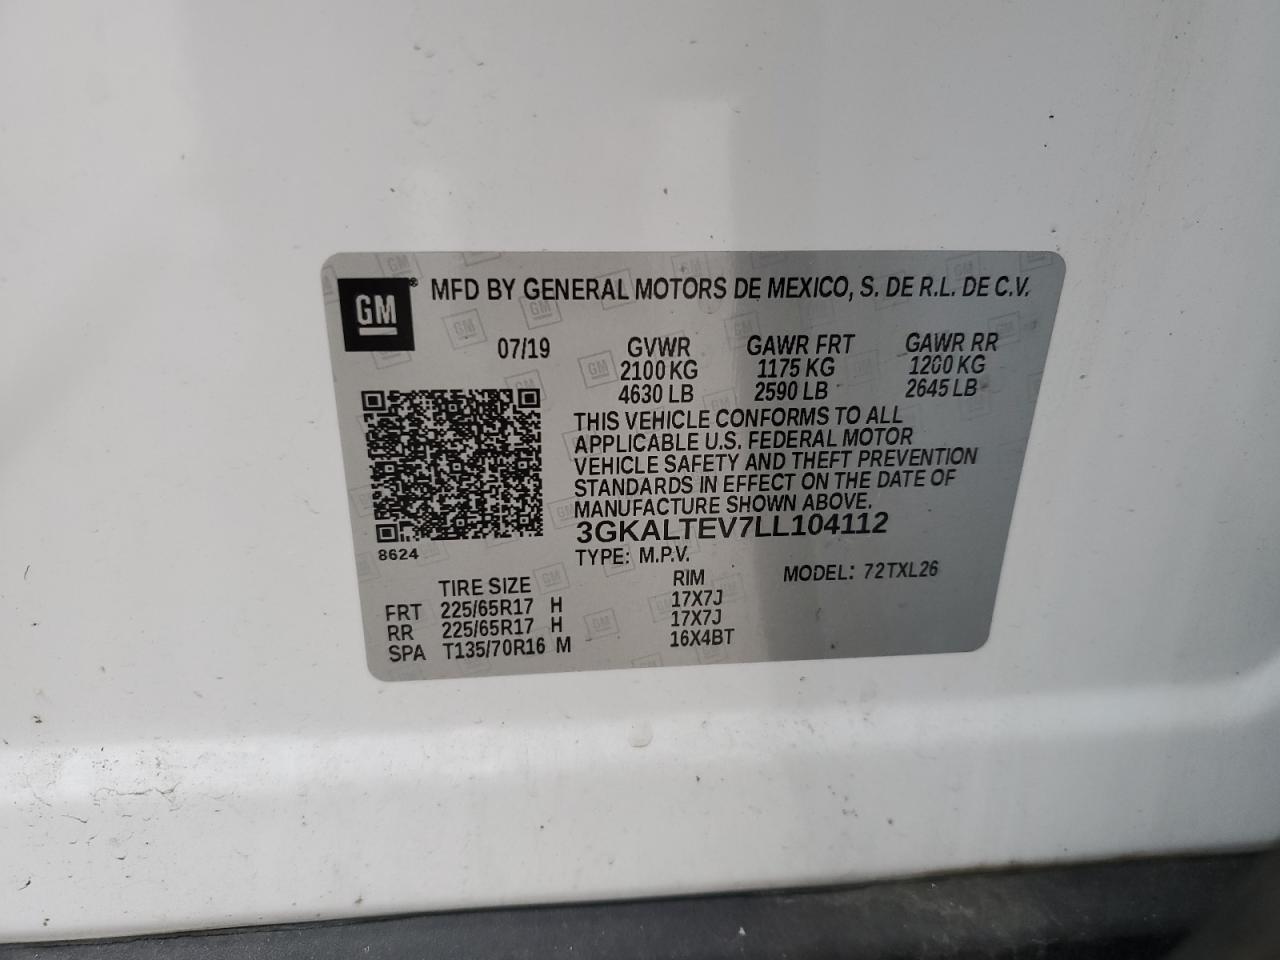 GM® MFD BY GENERAL MOTORS DE MEXICO, S. DE R.L. DE C.V.
07/19 GVWR GAWR FRT GAWR RR
2100 KG 1175 KG 1200 KG
4630 LB 2590 LB 2645 LB
THIS VEHICLE CONFORMS TO ALL
APPLICABLE U.S. FEDERAL MOTOR
VEHICLE SAFETY AND THEFT PREVENTION
STANDARDS IN EFFECT ON THE DATE OF
MANUFACTURE SHOWN ABOVE.
3GKALTEV7LL104112
8624 TYPE: M.P.V.
MODEL: 72TXL26
TIRE SIZE RIM
FRT 225/65R17 H 17X7J
RR 225/65R17 H 17X7J
SPA T135/70R16 M 16X4BT